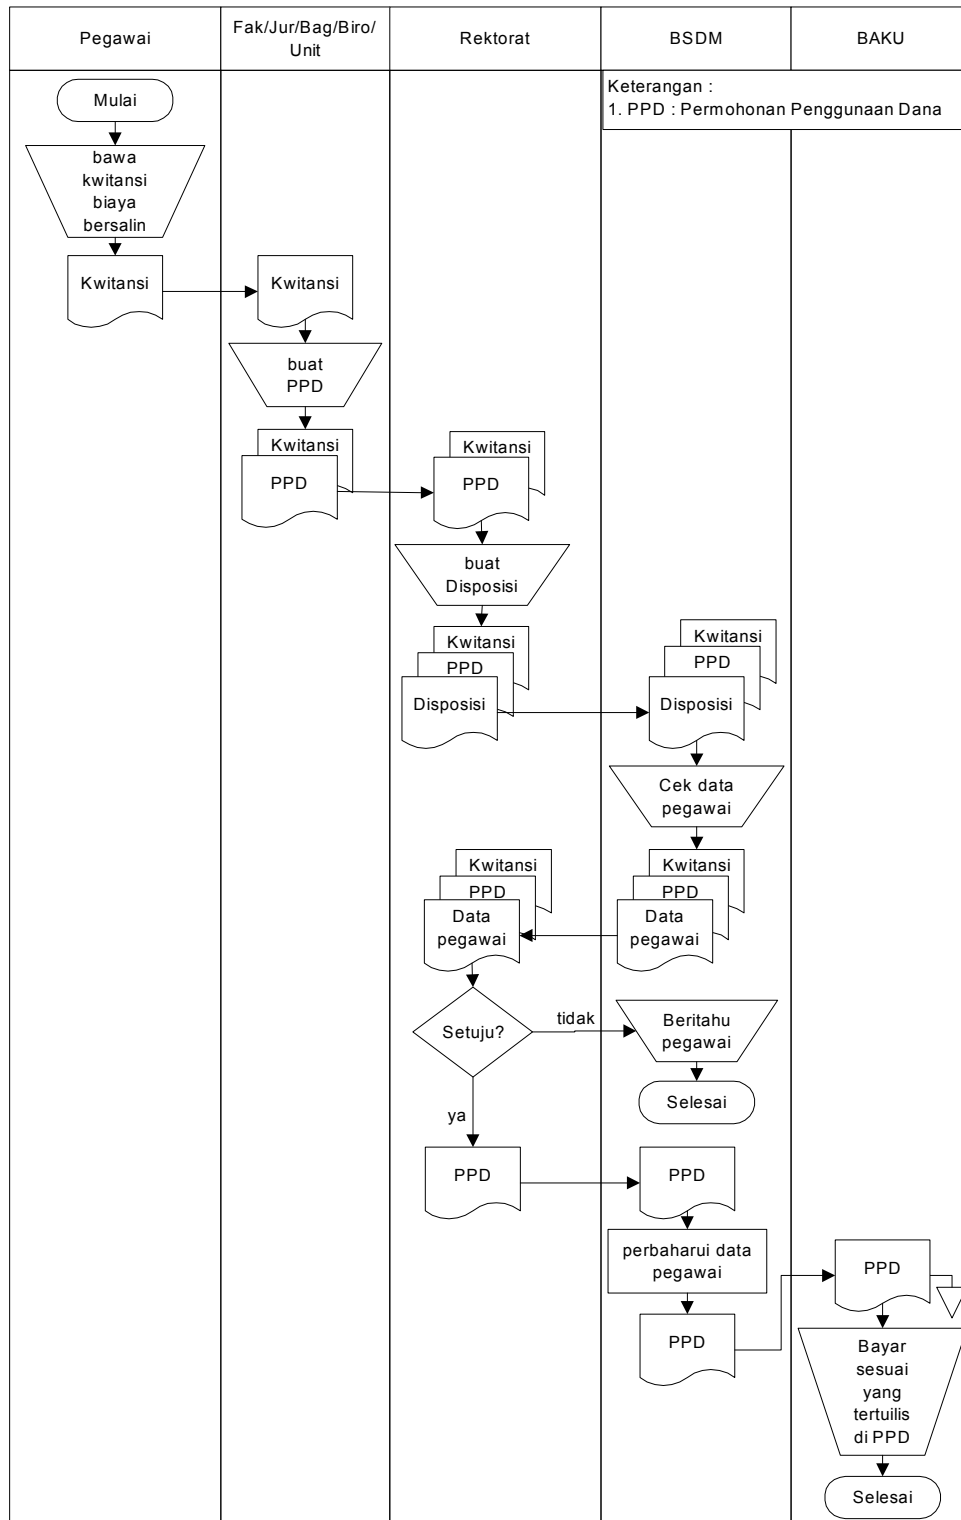 Pegawai
Fak/Jur/Bag/Biro/
Unit
Rektorat
BSDM
BAKU
Keterangan :
1. PPD : Permohonan Penggunaan Dana
Mulai
bawa
kwitansi
biaya
bersalin
Kwitansi
Kwitansi
buat
PPD
Kwitansi
PPD
Kwitansi
PPD
buat
Disposisi
Kwitansi
PPD
Disposisi
Kwitansi
PPD
Disposisi
Cek data
pegawai
Kwitansi
PPD
Data
pegawai
Kwitansi
PPD
Data
pegawai
Setuju?
tidak
Beritahu
pegawai
Selesai
ya
PPD
PPD
perbaharui data
pegawai
PPD
PPD
Bayar
sesuai
yang
tertuilis
di PPD
Selesai